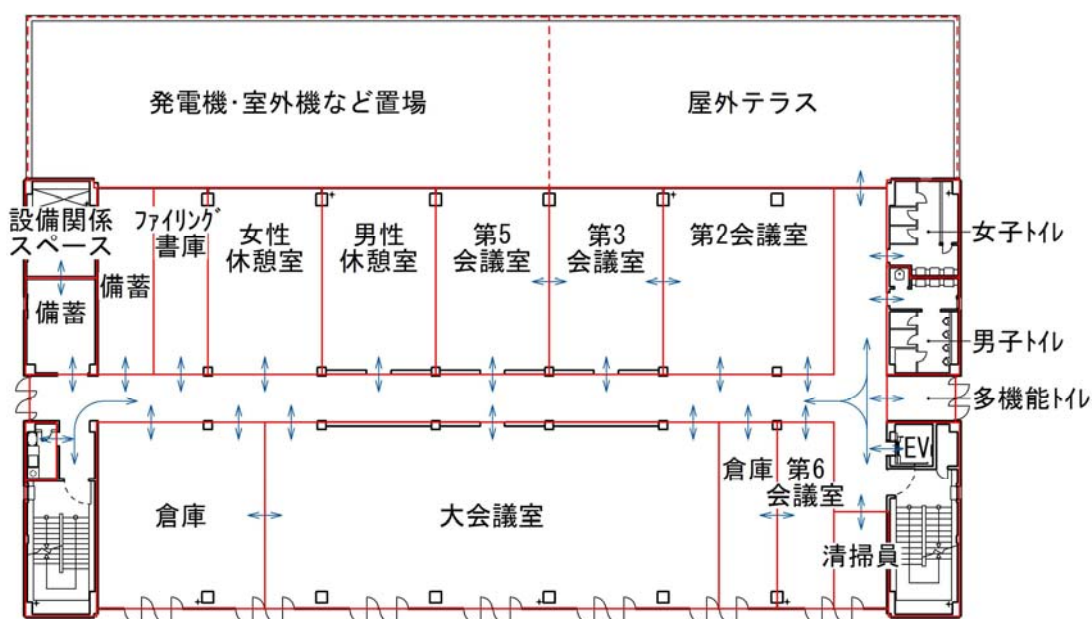 発電機・室外機など置場
屋外テラス
設備関係
スペース
備蓄
備蓄
ファイリング
書庫
女性
休憩室
男性
休憩室
第5
会議室
第3
会議室
第2会議室
女子トイレ
男子トイレ
多機能トイレ
倉庫
大会議室
倉庫
第6
会議室
EV
清掃員